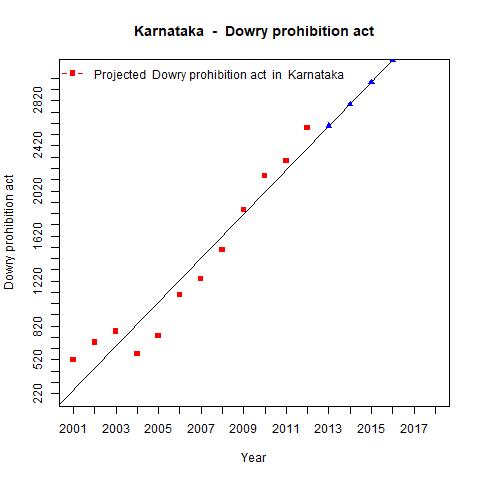 Karnataka - Dowry prohibition act
Projected Dowry prohibition act in Karnataka
Dowry prohibition act
2820
2420
2020
1620
1220
820
520
220
2001 2003 2005 2007 2009 2011 2013 2015 2017
Year